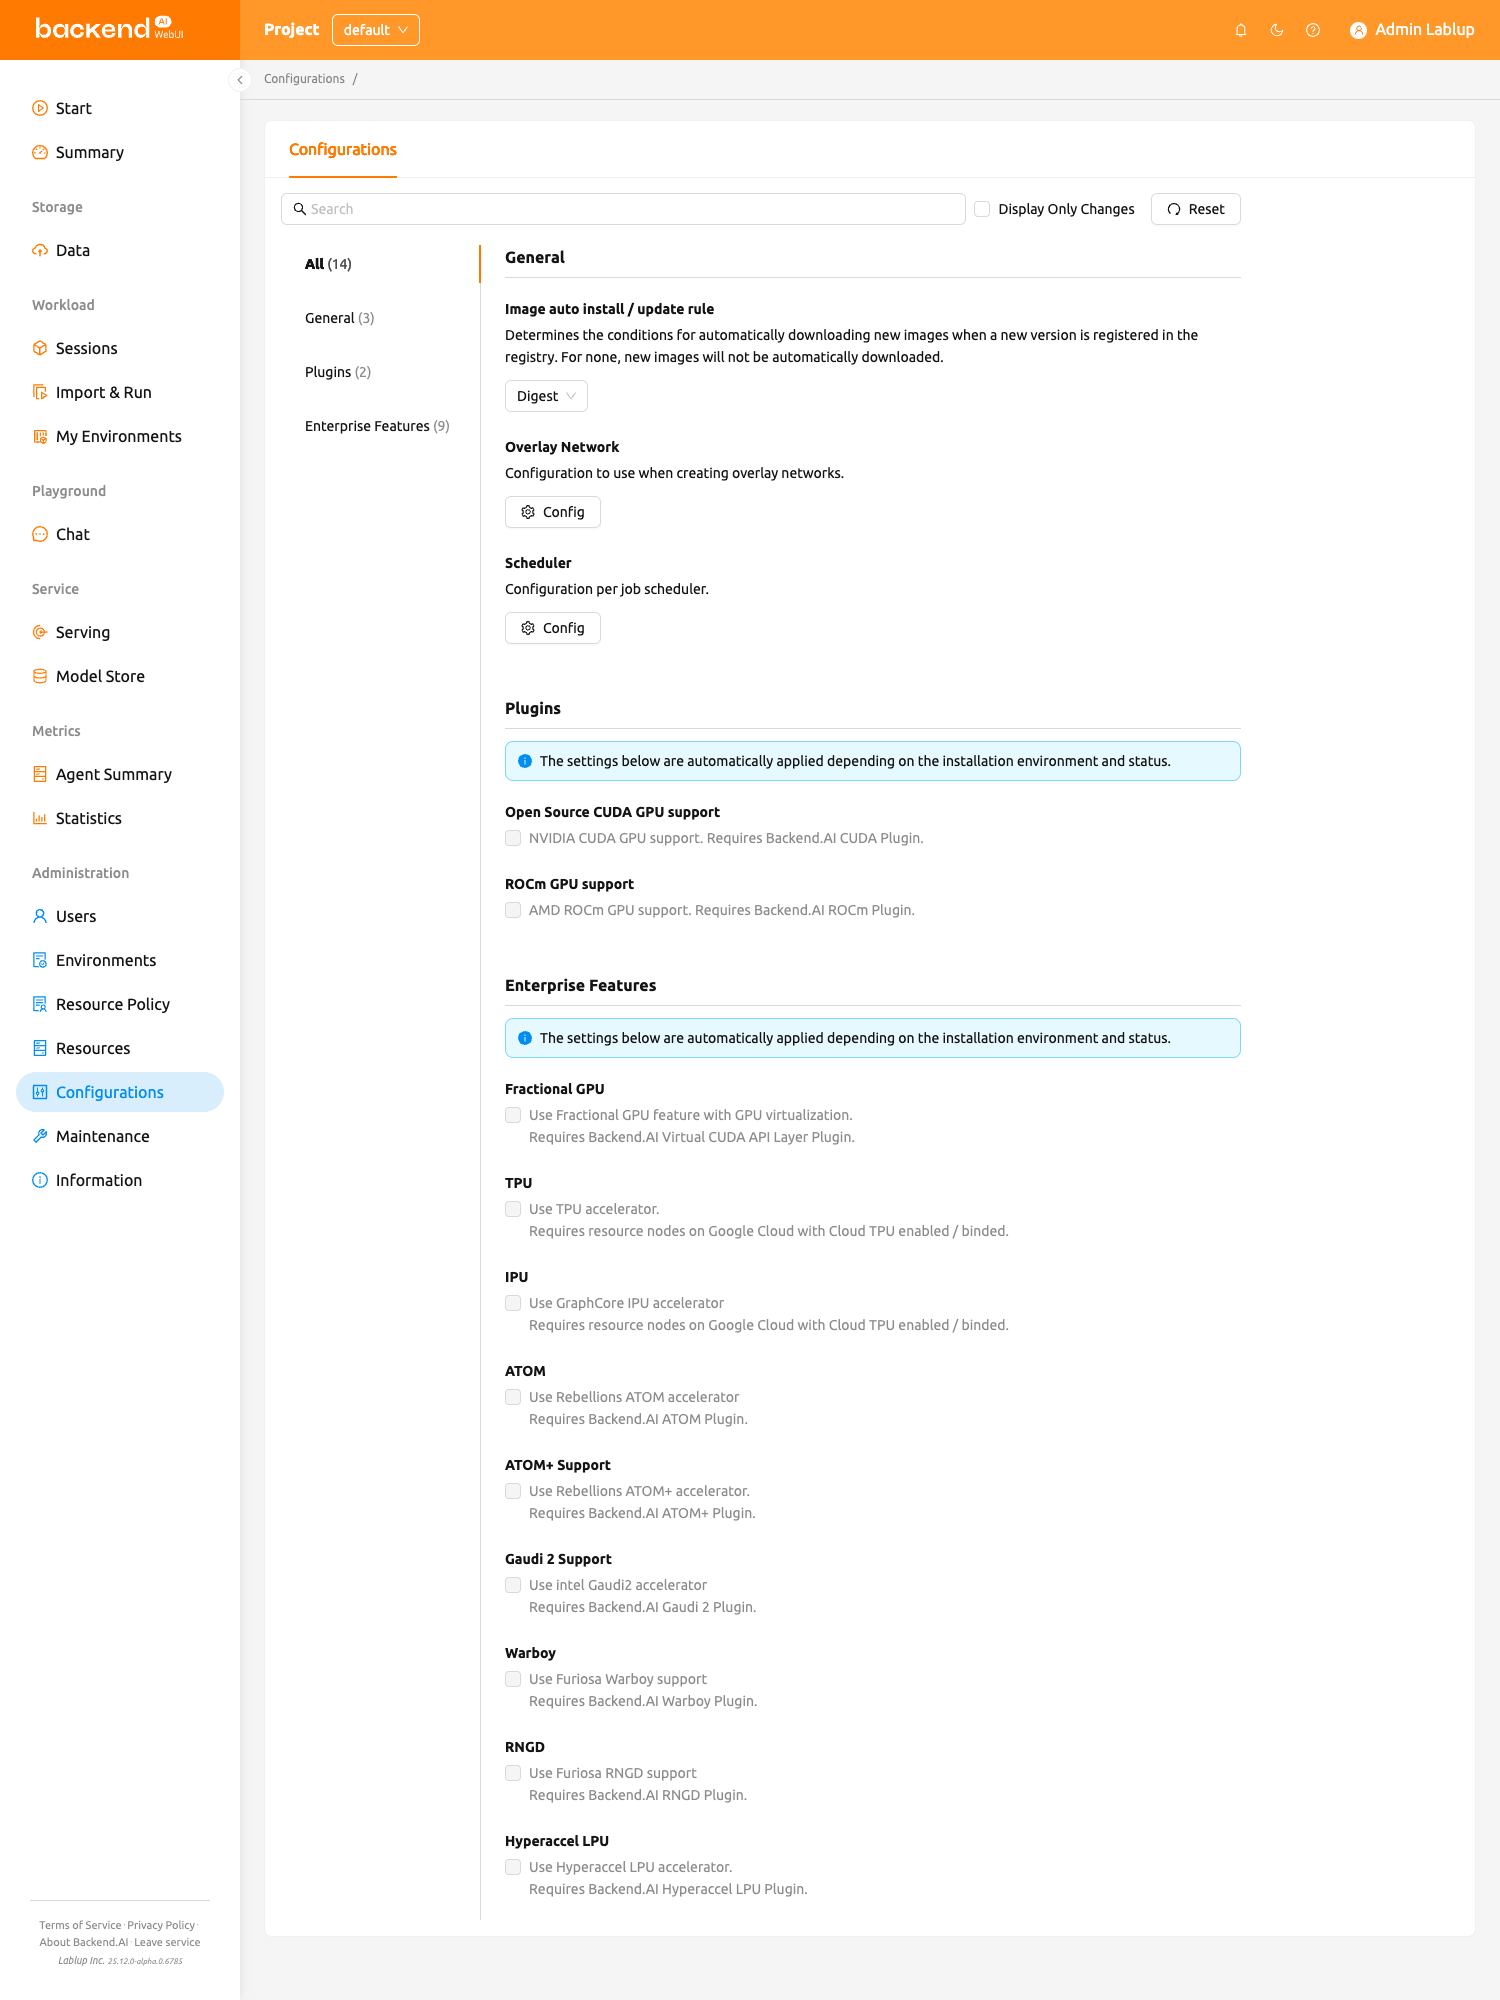 backend AI WebUI
Project default
Admin Lablup
Start
Summary
Storage
Data
Workload
Sessions
Import & Run
My Environments
Playground
Chat
Service
Serving
Model Store
Metrics
Agent Summary
Statistics
Administration
Users
Environments
Resource Policy
Resources
Configurations
Maintenance
Information
Terms of Service · Privacy Policy ·
About Backend.AI · Leave service
Lablup Inc. 25.12.0-alpha.0.6785
Configurations /
Configurations
Search
Display Only Changes
Reset
All (14)
General (3)
Plugins (2)
Enterprise Features (9)
General
Image auto install / update rule
Determines the conditions for automatically downloading new images when a new version is registered in the
registry. For none, new images will not be automatically downloaded.
Digest
Overlay Network
Configuration to use when creating overlay networks.
Config
Scheduler
Configuration per job scheduler.
Config
Plugins
The settings below are automatically applied depending on the installation environment and status.
Open Source CUDA GPU support
NVIDIA CUDA GPU support. Requires Backend.AI CUDA Plugin.
ROCm GPU support
AMD ROCm GPU support. Requires Backend.AI ROCm Plugin.
Enterprise Features
The settings below are automatically applied depending on the installation environment and status.
Fractional GPU
Use Fractional GPU feature with GPU virtualization.
Requires Backend.AI Virtual CUDA API Layer Plugin.
TPU
Use TPU accelerator.
Requires resource nodes on Google Cloud with Cloud TPU enabled / binded.
IPU
Use GraphCore IPU accelerator
Requires resource nodes on Google Cloud with Cloud TPU enabled / binded.
ATOM
Use Rebellions ATOM accelerator
Requires Backend.AI ATOM Plugin.
ATOM+ Support
Use Rebellions ATOM+ accelerator.
Requires Backend.AI ATOM+ Plugin.
Gaudi 2 Support
Use intel Gaudi2 accelerator
Requires Backend.AI Gaudi 2 Plugin.
Warboy
Use Furiosa Warboy support
Requires Backend.AI Warboy Plugin.
RNGD
Use Furiosa RNGD support
Requires Backend.AI RNGD Plugin.
Hyperaccel LPU
Use Hyperaccel LPU accelerator.
Requires Backend.AI Hyperaccel LPU Plugin.